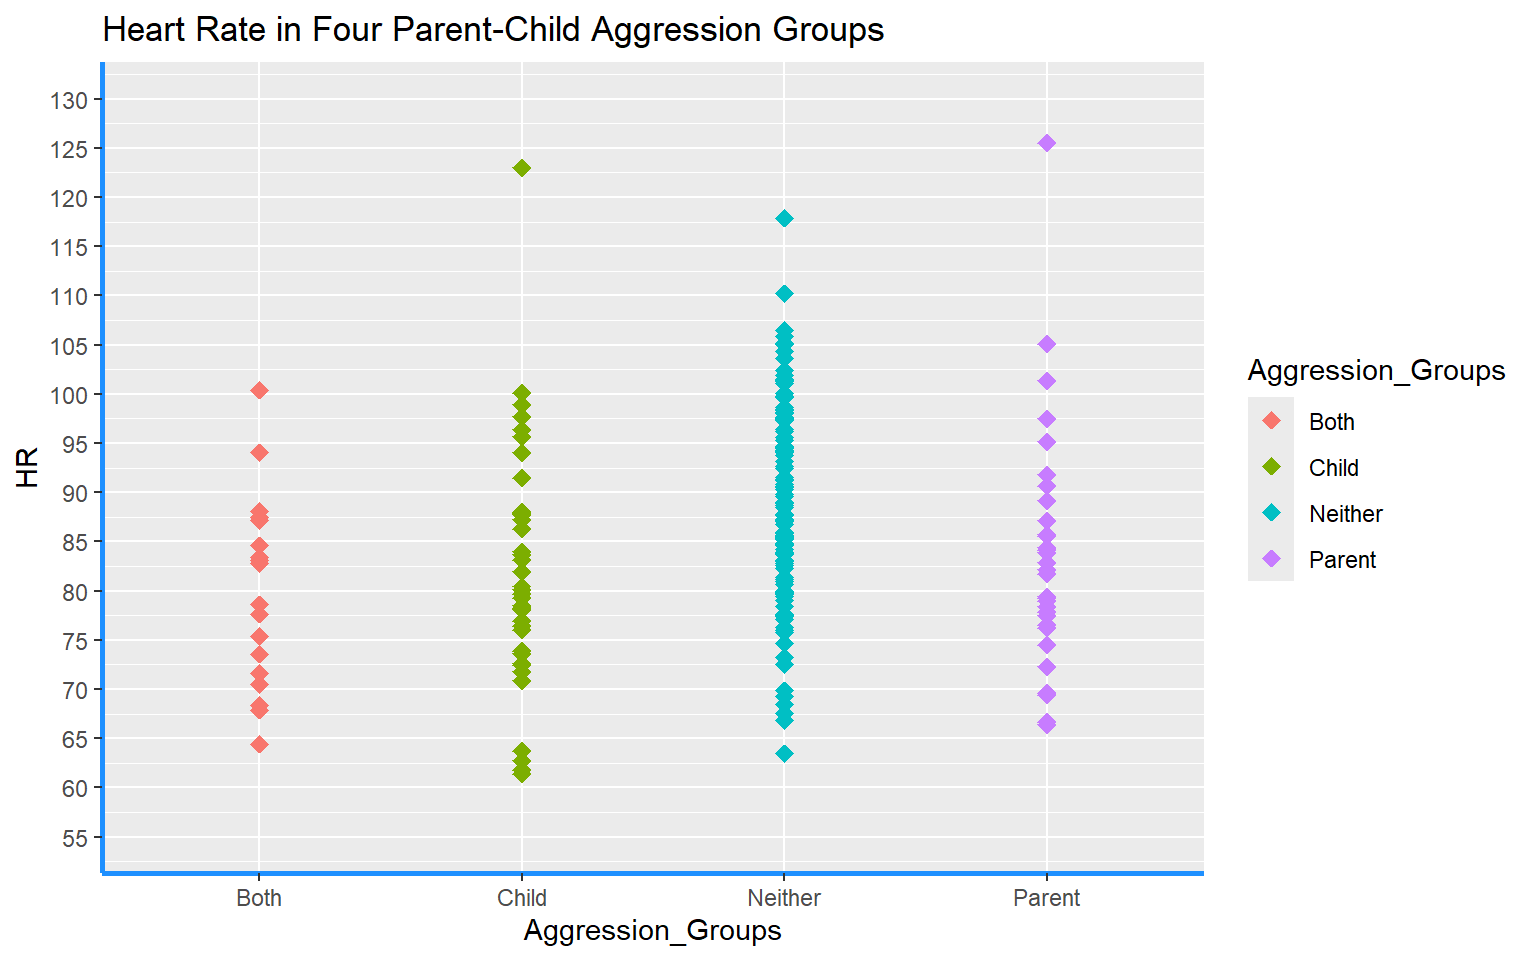 Heart Rate in Four Parent-Child Aggression Groups
130
125
120
115
110
105
100
95
90
85
80
75
70
65
60
55
HR
Both Child Neither Parent
Aggression_Groups
Aggression_Groups
Both
Child
Neither
Parent